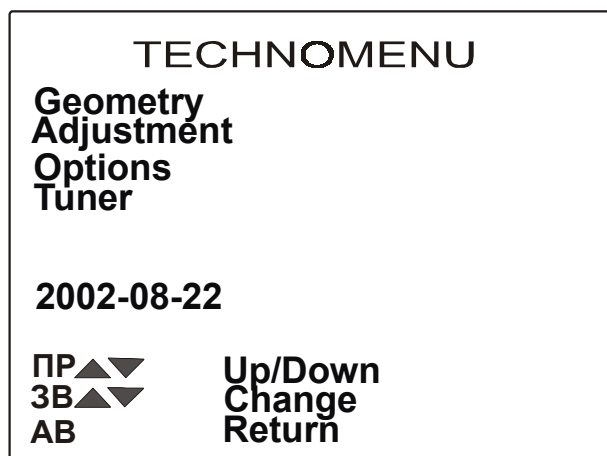 TECHNOMENU
Geometry
Adjustment
Options
Tuner
2002-08-22
ПР▲▼ Up/Down
ЗВ▲▼ Change
АВ Return